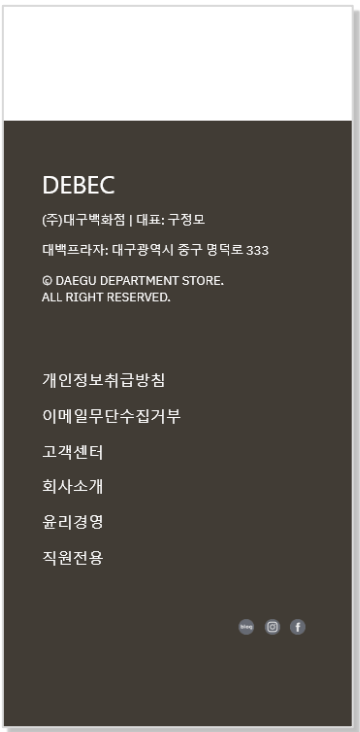 DEBEC
(주)대구백화점 | 대표: 구정모
대백프라자: 대구광역시 중구 명덕로 333
© DAEGU DEPARTMENT STORE.
ALL RIGHT RESERVED.
개인정보취급방침
이메일무단수집거부
고객센터
회사소개
윤리경영
직원전용
blog